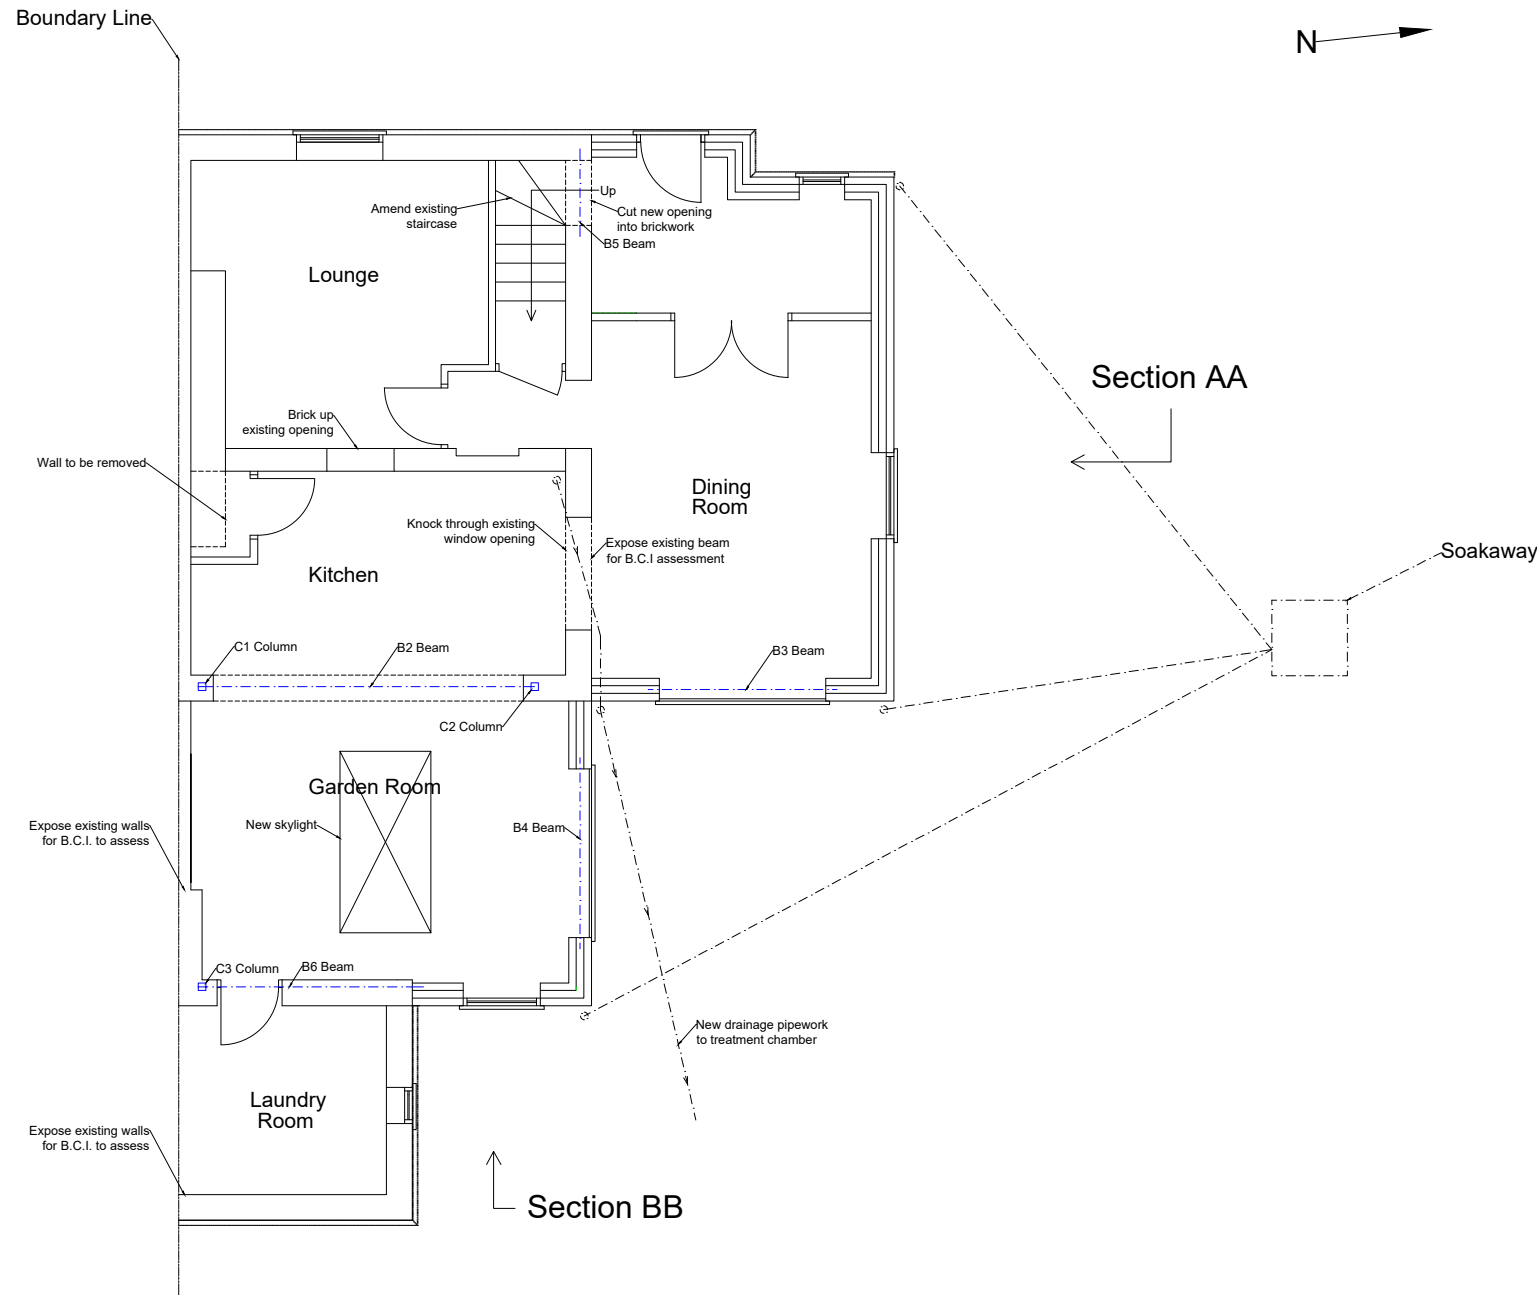 Boundary Line
N
Up
Amend existing
staircase
Cut new opening
into brickwork
B5 Beam
Lounge
Section AA
Brick up
existing opening
Wall to be removed
Dining
Room
Knock through existing
window opening
Expose existing beam
for B.C.I assessment
Soakaway
Kitchen
C1 Column
B2 Beam
B3 Beam
C2 Column
Garden Room
New skylight
B4 Beam
Expose existing walls
for B.C.I. to assess
C3 Column
B6 Beam
New drainage pipework
to treatment chamber
Laundry
Room
Expose existing walls
for B.C.I. to assess
Section BB